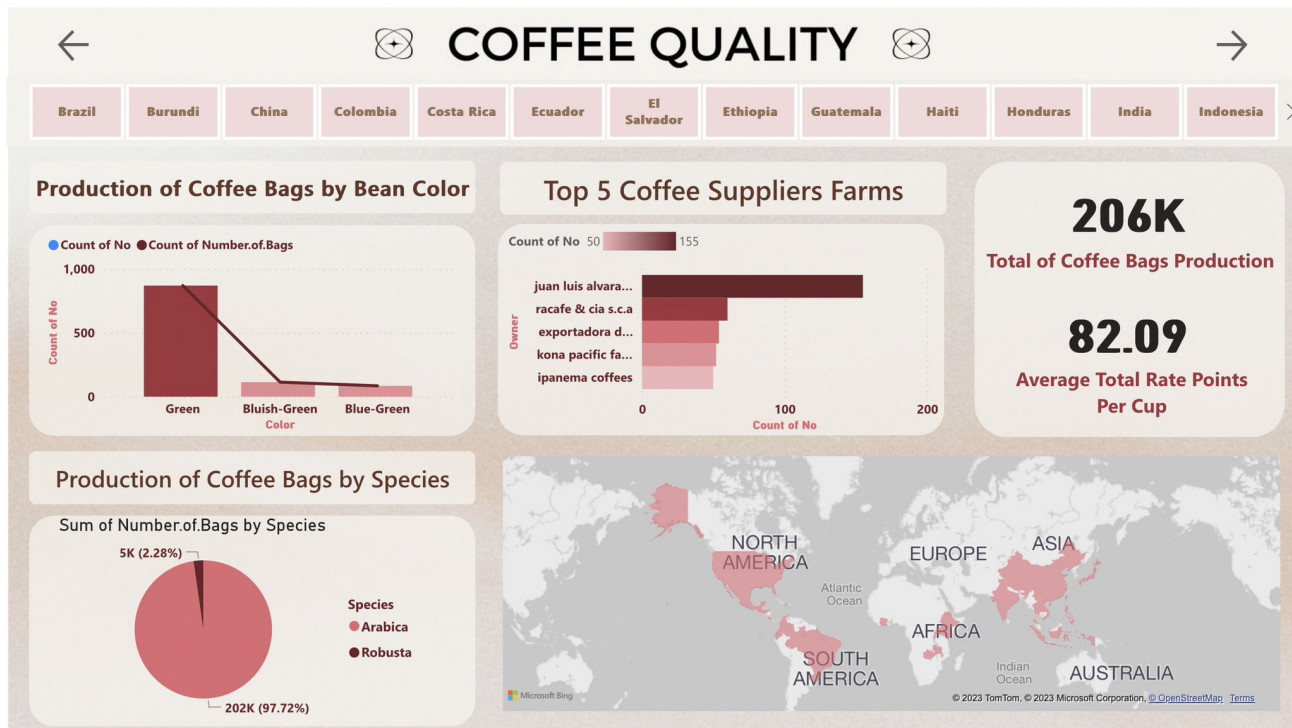 COFFEE QUALITY
Brazil
Burundi
China
Colombia
Costa Rica
Ecuador
El
Salvador
Ethiopia
Guatemala
Haiti
Honduras
India
Indonesia
Production of Coffee Bags by Bean Color
Count of No Count of Number.of.Bags
1,000
500
0
Count of No
Green
Bluish-Green
Blue-Green
Color
Top 5 Coffee Suppliers Farms
Count of No 50 155
Owner
juan luis alvara...
racafe & cia s.c.a
exportadora d...
kona pacific fa...
ipanema coffees
0
100
200
Count of No
206K
Total of Coffee Bags Production
82.09
Average Total Rate Points
Per Cup
Production of Coffee Bags by Species
Sum of Number.of.Bags by Species
5K (2.28%)
202K (97.72%)
Species
Arabica
Robusta
NORTH
AMERICA
EUROPE
ASIA
Atlantic
Ocean
AFRICA
SOUTH
AMERICA
Indian
Ocean
AUSTRALIA
Microsoft Bing
© 2023 TomTom, © 2023 Microsoft Corporation, © OpenStreetMap Terms